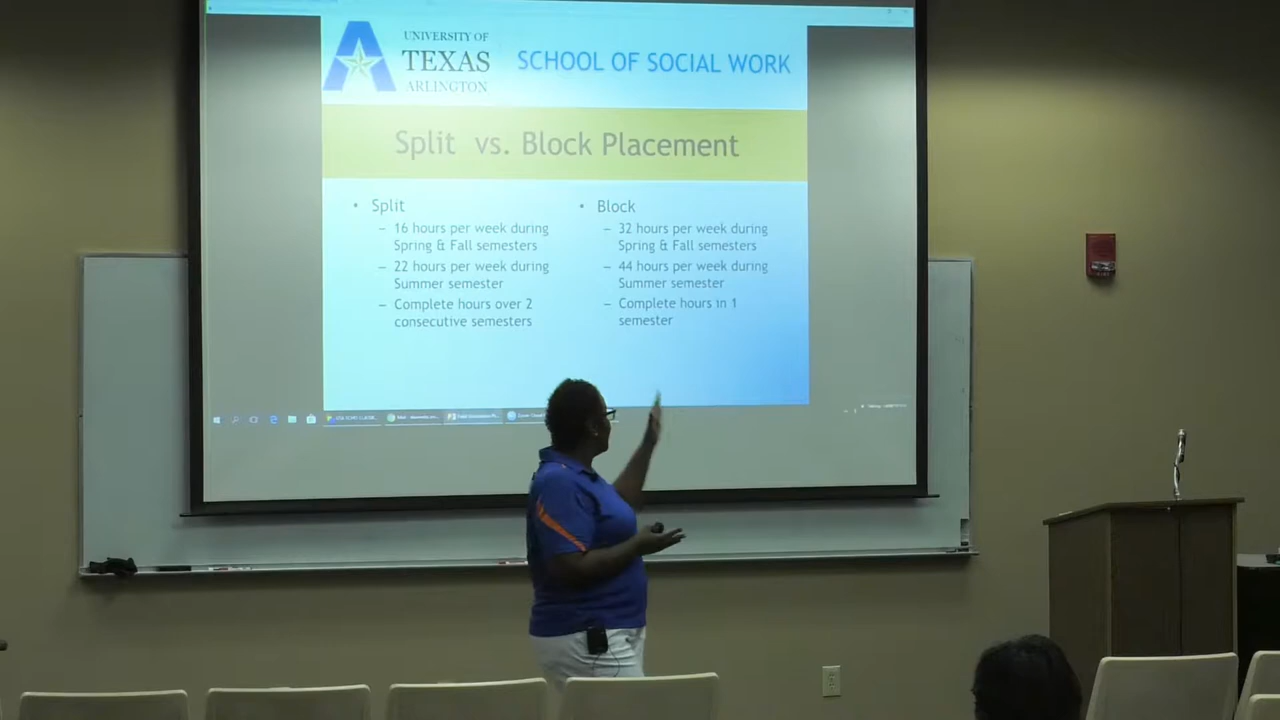 UNIVERSITY OF
TEXAS
ARLINGTON
SCHOOL OF SOCIAL WORK
Split vs. Block Placement
• Split
– 16 hours per week during
Spring & Fall semesters
– 22 hours per week during
Summer semester
– Complete hours over 2
consecutive semesters
• Block
– 32 hours per week during
Spring & Fall semesters
– 44 hours per week during
Summer semester
– Complete hours in 1
semester